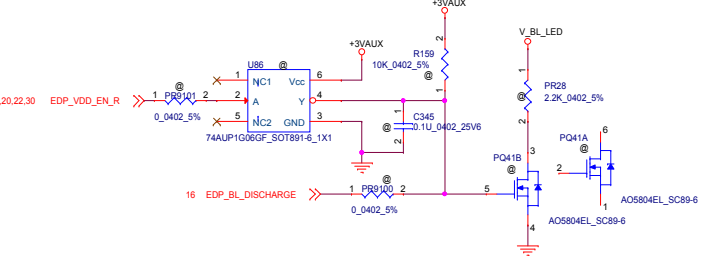 +3VAUX
+3VAUX
V_BL_LED
U86
@
R159
10K_0402_5%
@
2
1
1
NC1
Vcc
6
,20,22,30
EDP_VDD_EN_R
1
@
PR9101
2
0_0402_5%
2
A
Y
4
5
NC2
GND
3
74AUP1G06GF_SOT891-6_1X1
1
@
C345
0.1U_0402_25V6
2
1
@
PR28
2.2K_0402_5%
2
PQ41B
@
3
PQ41A
@
6
2
1
AO5804EL_SC89-6
16
EDP_BL_DISCHARGE
1
@
PR9100
2
0_0402_5%
5
4
AO5804EL_SC89-6